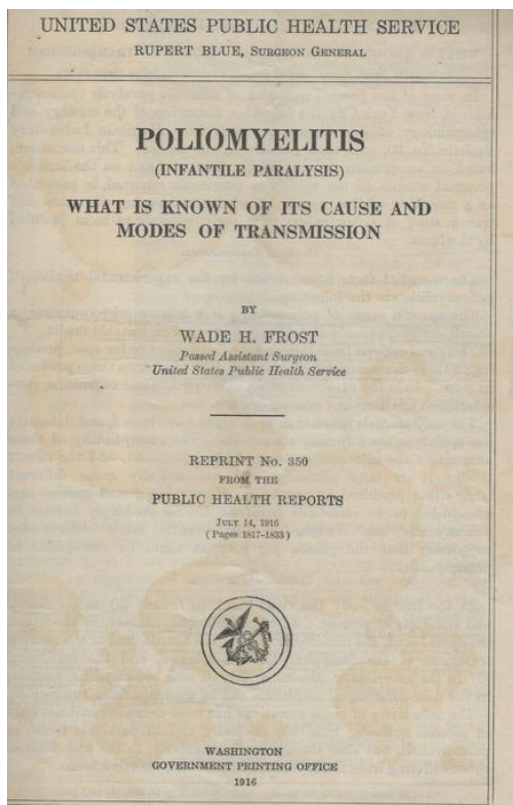 UNITED STATES PUBLIC HEALTH SERVICE
RUPERT BLUE, SURGEON GENERAL
POLIOMYELITIS
(INFANTILE PARALYSIS)
WHAT IS KNOWN OF ITS CAUSE AND
MODES OF TRANSMISSION
BY
WADE H. FROST
Passed Assistant Surgeon
United States Public Health Service
REPRINT No. 350
FROM THE
PUBLIC HEALTH REPORTS
JULY 14, 1916
(Pages 1817-1833)
WASHINGTON
GOVERNMENT PRINTING OFFICE
1916